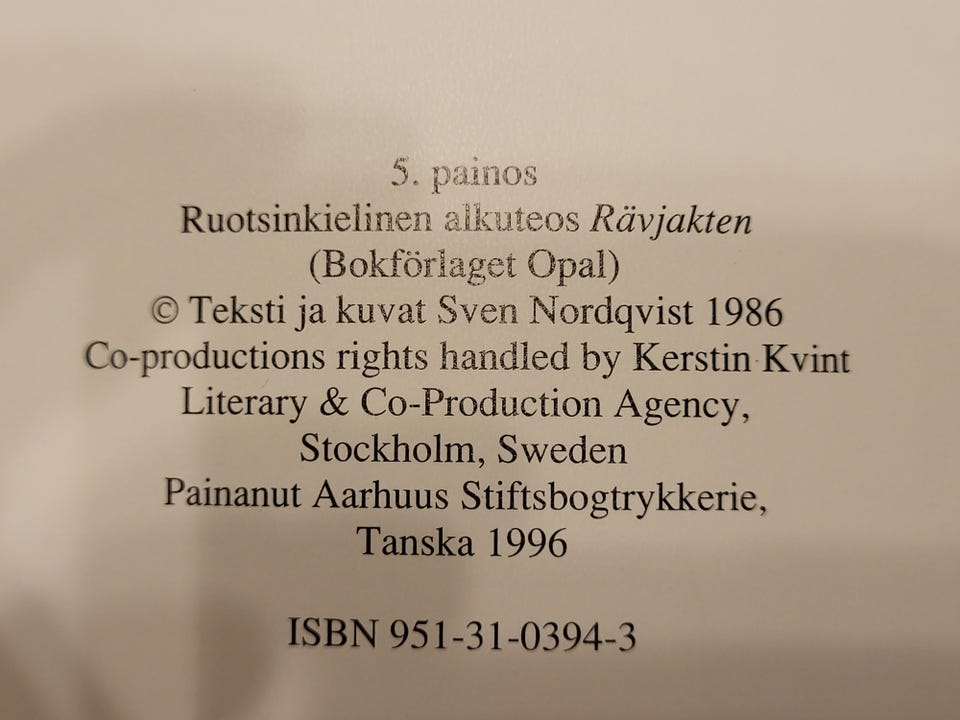 5. painos
Ruotsinkielinen alkuteos Rävjakten
(Bokförlaget Opal)
© Teksti ja kuvat Sven Nordqvist 1986
Co-productions rights handled by Kerstin Kvint
Literary & Co-Production Agency,
Stockholm, Sweden
Painanut Aarhuus Stiftsbogtrykkerie,
Tanska 1996
ISBN 951-31-0394-3